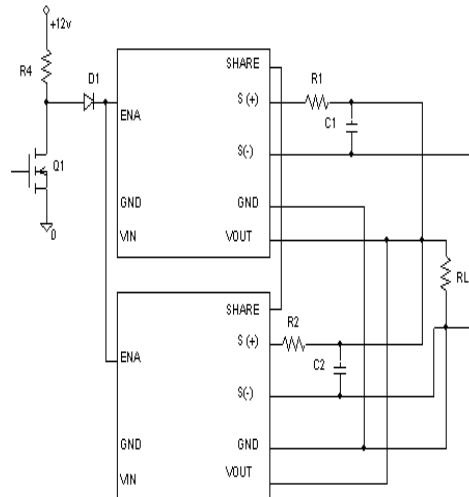 +12v
R4
D1
SHARE
R1
S (+)
C1
ENA
S(-)
Q1
GND
GND
D
VIN
VOUT
RL
SHARE
R2
S (+)
ENA
C2
S(-)
GND
GND
VIN
VOUT